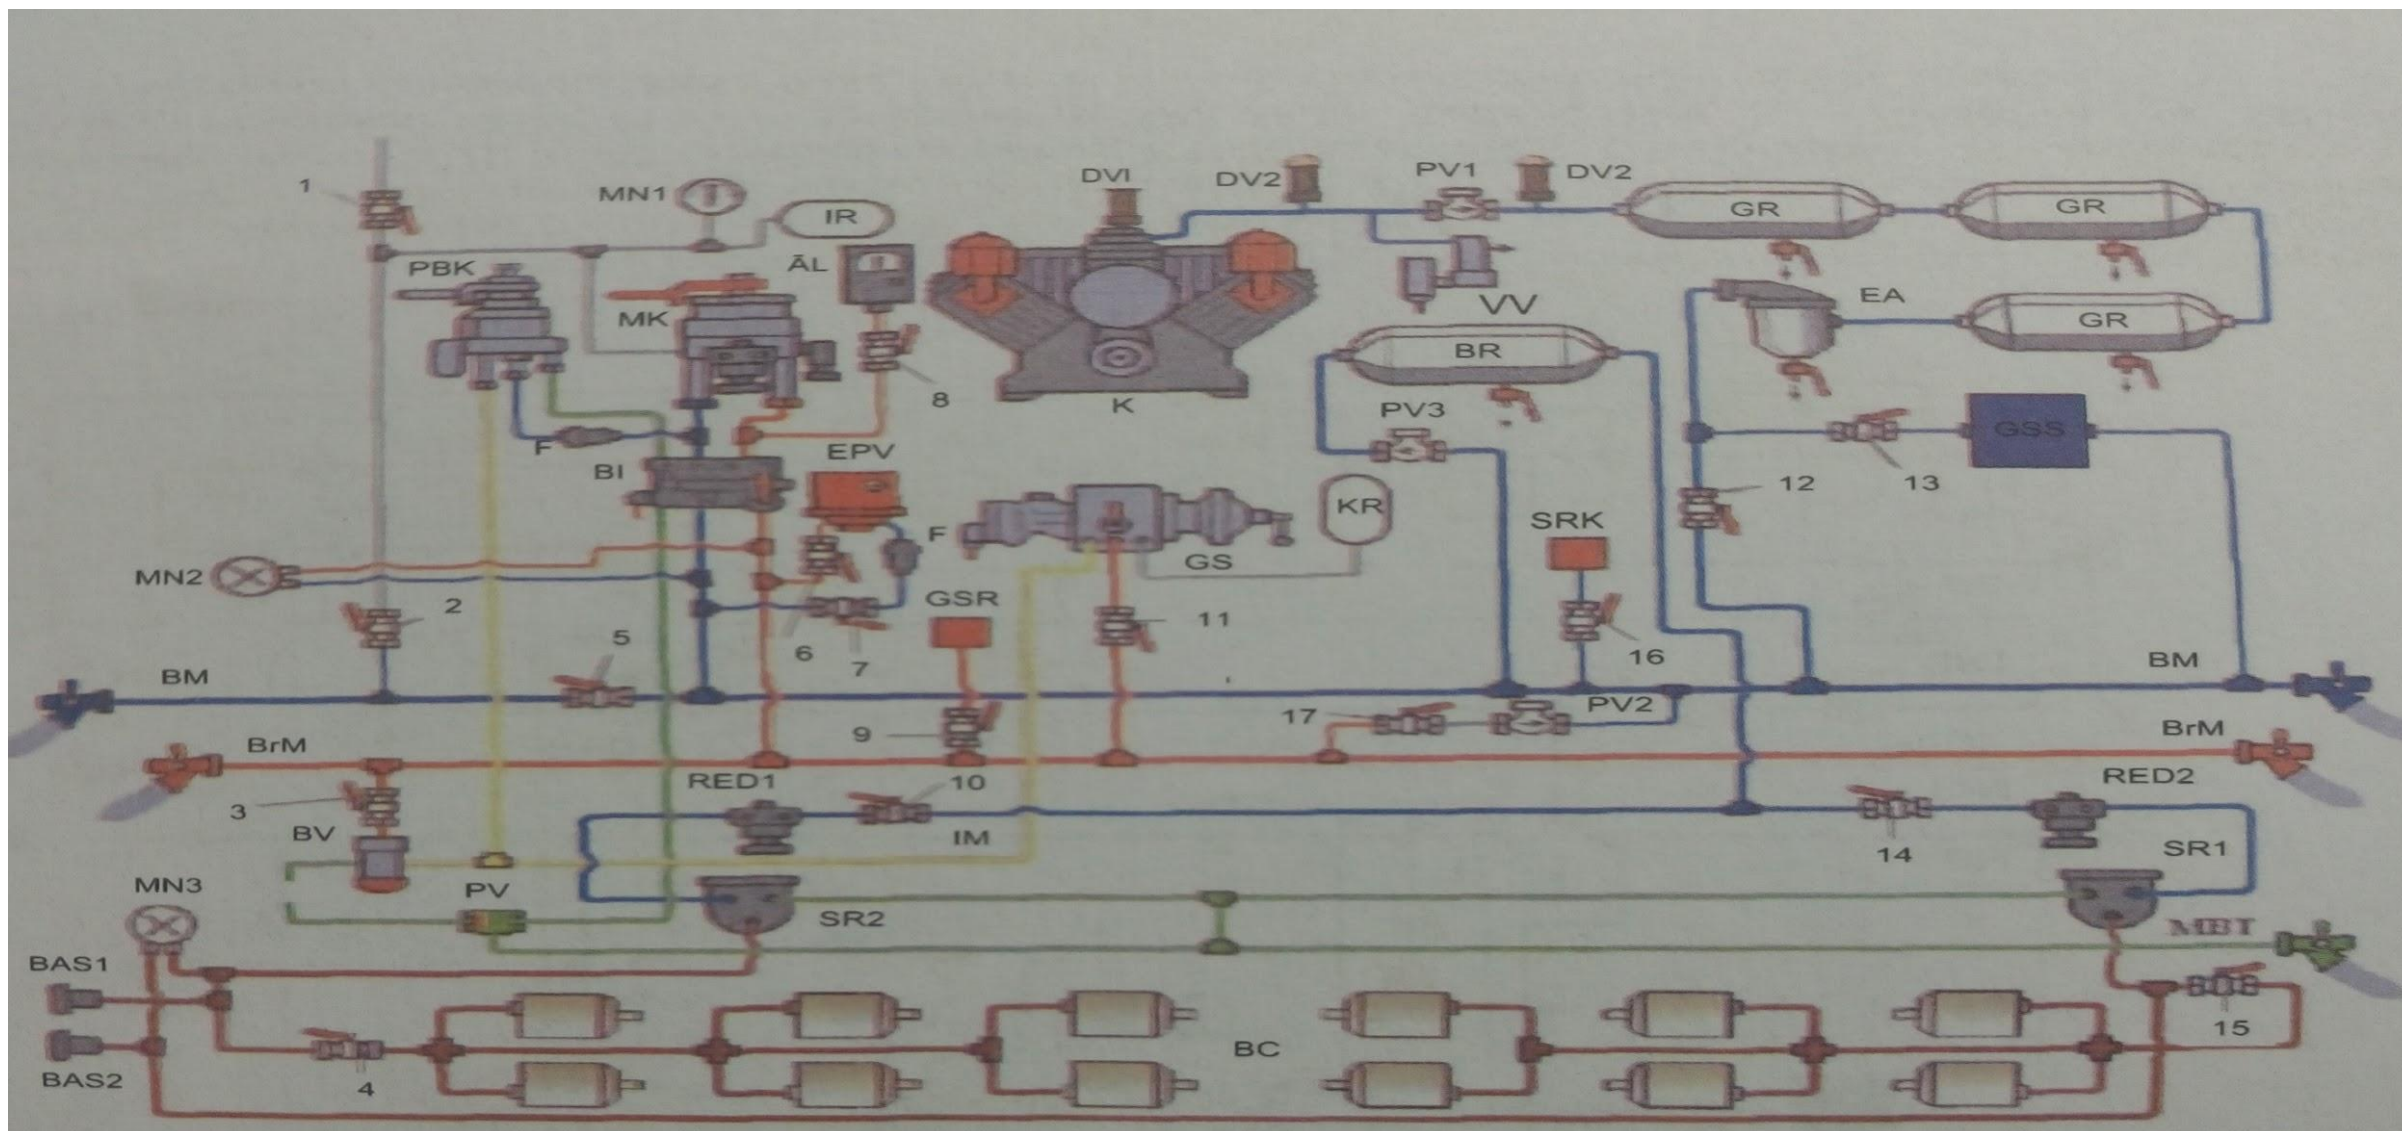 1
MN1
IR
DVI
DV2
PV1
DV2
GR
GR
PBK
MK
ĀL
8
K
VV
BR
PV3
EA
GR
F
BI
EPV
GSS
12
13
KR
MN2
F
GS
SRK
2
GSR
11
5
6
7
16
BM
BM
9
17
PV2
BrM
BrM
RED1
10
RED2
3
BV
IM
14
SR1
MN3
PV
SR2
MBT
BAS1
15
BC
BAS2
4